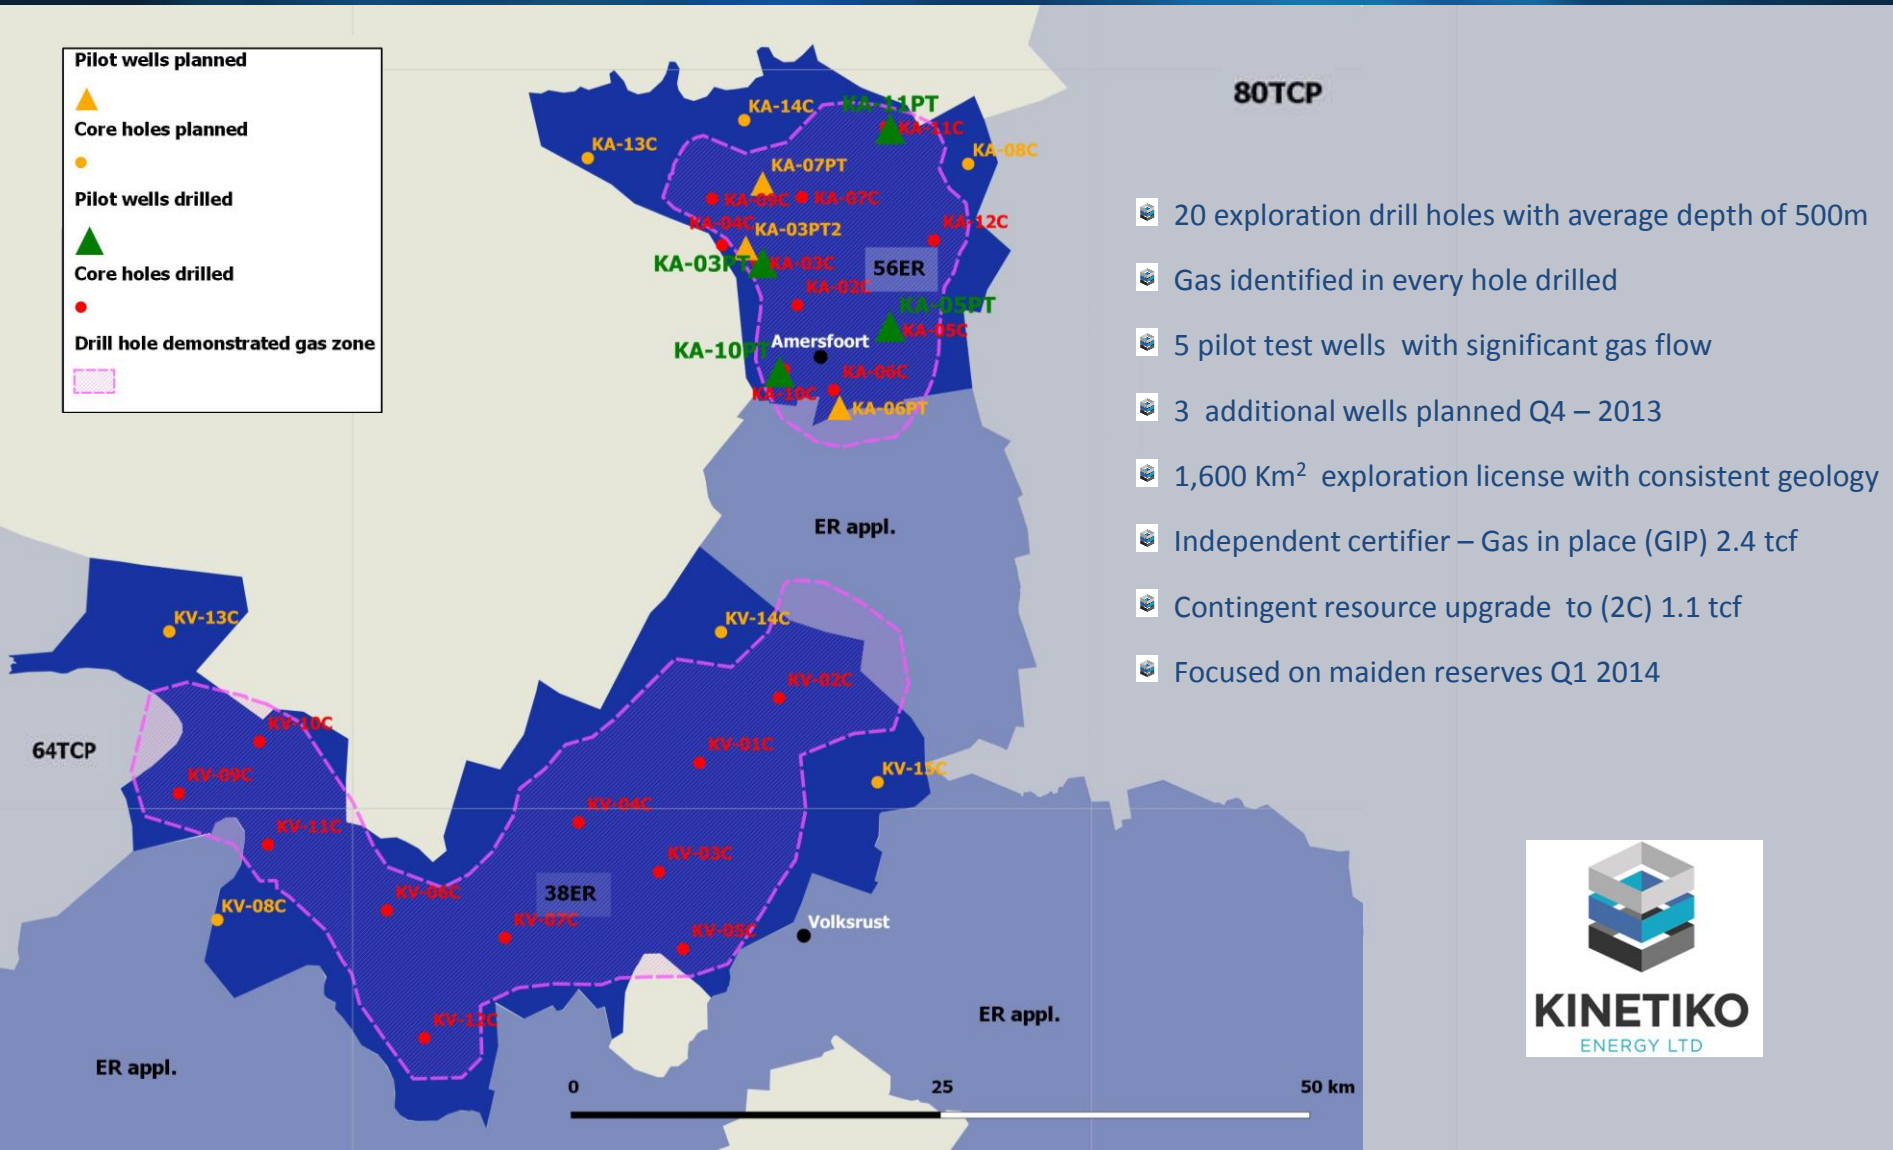 Pilot wells planned
Core holes planned
Pilot wells drilled
Core holes drilled
Drill hole demonstrated gas zone
80TCP
KA-14C
KA-11PT
KA-11C
KA-13C
KA-08C
KA-07PT
KA-09C
KA-07C
KA-04C
KA-03PT2
KA-12C
KA-03PT
KA-03C
56ER
KA-02C
KA-05PT
KA-05C
Amersfoort
KA-10PT
KA-06C
KA-10C
KA-06PT
ER appl.
KV-13C
KV-14C
KV-02C
KV-10C
64TCP
KV-01C
KV-09C
KV-15C
KV-04C
KV-11C
KV-03C
KV-06C
38ER
KV-08C
KV-07C
KV-05C
Volksrust
KV-12C
ER appl.
ER appl.
0 25 50 km
20 exploration drill holes with average depth of 500m
Gas identified in every hole drilled
5 pilot test wells with significant gas flow
3 additional wells planned Q4 – 2013
1,600 Km² exploration license with consistent geology
Independent certifier – Gas in place (GIP) 2.4 tcf
Contingent resource upgrade to (2C) 1.1 tcf
Focused on maiden reserves Q1 2014
KINETIKO
ENERGY LTD